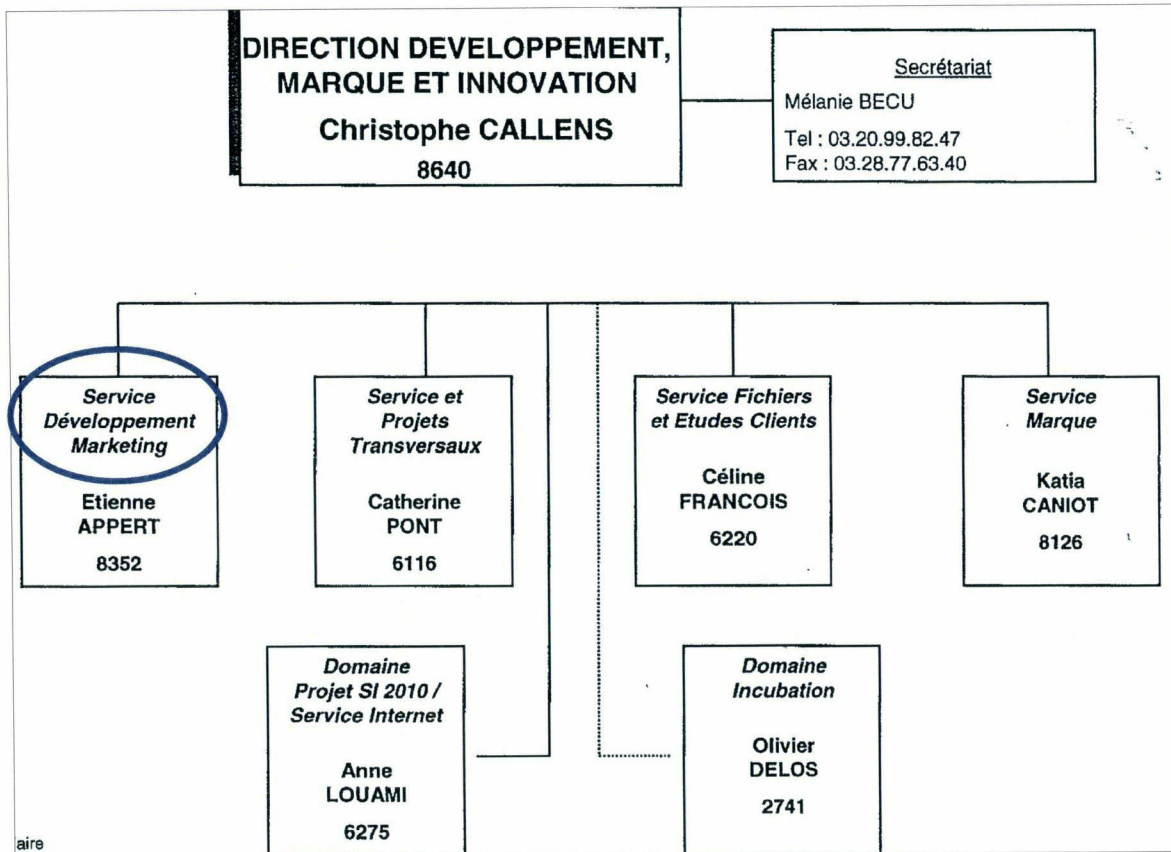 DIRECTION DEVELOPPEMENT,
MARQUE ET INNOVATION
Christophe CALLENS
8640
Secrétariat
Mélanie BECU
Tel : 03.20.99.82.47
Fax : 03.28.77.63.40
Service
Développement
Marketing
Etienne
APPERT
8352
Service et
Projets
Transversaux
Catherine
PONT
6116
Service Fichiers
et Etudes Clients
Céline
FRANCOIS
6220
Service
Marque
Katia
CANIOT
8126
Domaine
Projet SI 2010 /
Service Internet
Anne
LOUAMI
6275
Domaine
Incubation
Olivier
DELOS
2741
aire